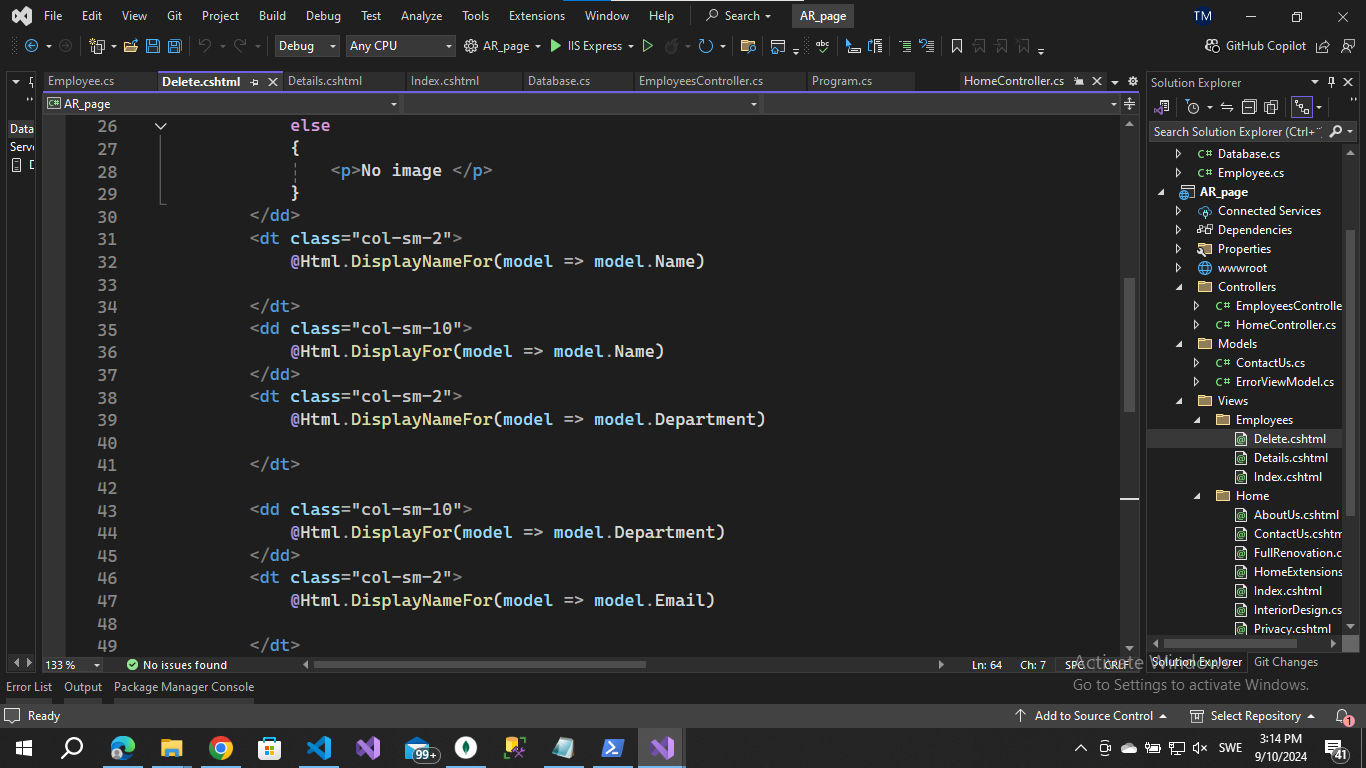 File Edit View Git Project Build Debug Test Analyze Tools Extensions Window Help Search AR_page TM
Debug Any CPU AR_page IIS Express GitHub Copilot
Employee.cs Delete.cshtml Details.cshtml Index.cshtml Database.cs EmployeesController.cs Program.cs HomeController.cs
Solution Explorer
AR_page
Search Solution Explorer (Ctrl+
Data
Serv
26 else
27 {
28 <p>No image </p>
29 }
30 </dd>
31 <dt class="col-sm-2">
32 @Html.DisplayNameFor(model => model.Name)
33
34 </dt>
35 <dd class="col-sm-10">
36 @Html.DisplayFor(model => model.Name)
37 </dd>
38 <dt class="col-sm-2">
39 @Html.DisplayNameFor(model => model.Department)
40
41 </dt>
42
43 <dd class="col-sm-10">
44 @Html.DisplayFor(model => model.Department)
45 </dd>
46 <dt class="col-sm-2">
47 @Html.DisplayNameFor(model => model.Email)
48
49 </dt>
Database.cs
Employee.cs
AR_page
Connected Services
Dependencies
Properties
wwwroot
Controllers
EmployeesControlle
HomeController.cs
Models
ContactUs.cs
ErrorViewModel.cs
Views
Employees
Delete.cshtml
Details.cshtml
Index.cshtml
Home
AboutUs.cshtml
ContactUs.cshtm
FullRenovation.c
HomeExtensions
Index.cshtml
InteriorDesign.cs
Privacy.cshtml
133 % No issues found Ln: 64 Ch: 7 SPC CRLF
Solution Explorer Git Changes
Activate Windows
Go to Settings to activate Windows.
Error List Output Package Manager Console
Ready Add to Source Control Select Repository 1
99+ SWE 3:14 PM
9/10/2024 41